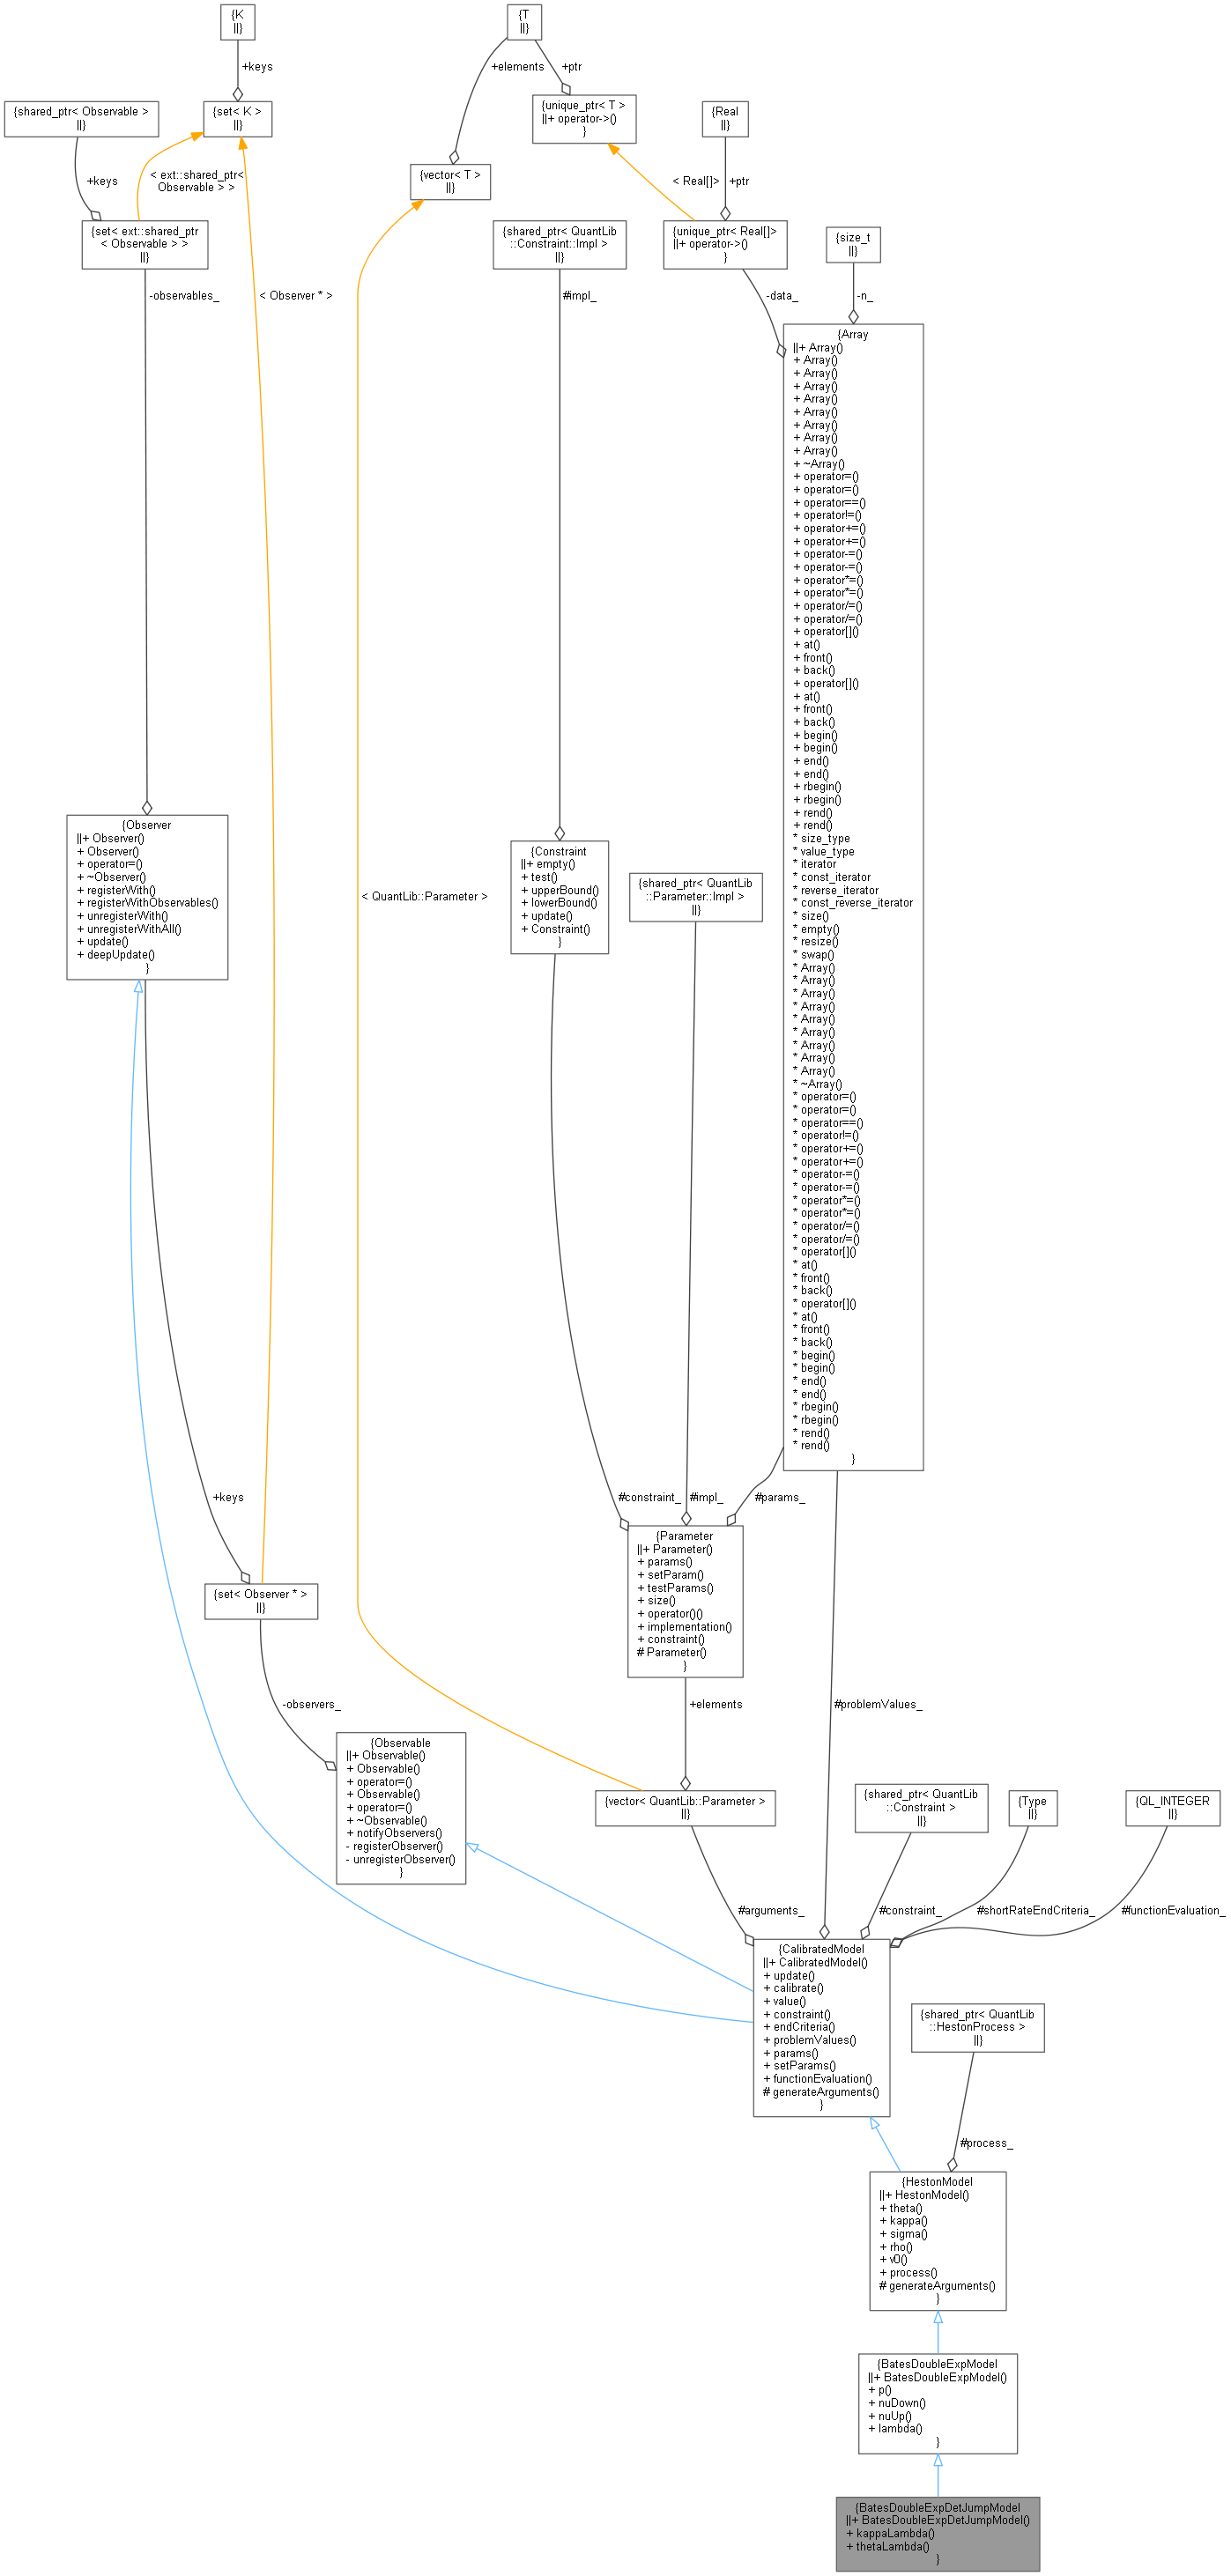 {K
||}
+keys
{shared_ptr< Observable >
||}
{set< K >
||}
+keys
< ext::shared_ptr<
Observable > >
{set< ext::shared_ptr
< Observable > >
||}
-observables_
< Observer * >
{T
||}
+elements
+ptr
{unique_ptr< T >
||+ operator->()
}
{vector< T >
||}
{Real
||}
< Real[]>
+ptr
{shared_ptr< QuantLib
::Constraint::Impl >
||}
#impl_
{unique_ptr< Real[]>
||+ operator->()
}
-data_
{size_t
||}
-n_
{Array
||+ Array()
+ Array()
+ Array()
+ Array()
+ Array()
+ Array()
+ Array()
+ Array()
+ Array()
+ ~Array()
+ operator=()
+ operator=()
+ operator==()
+ operator!=()
+ operator+=()
+ operator+=()
+ operator-=()
+ operator-=()
+ operator*=()
+ operator*=()
+ operator/=()
+ operator/=()
+ operator[]()
+ at()
+ front()
+ back()
+ operator[]()
+ at()
+ front()
+ back()
+ begin()
+ begin()
+ end()
+ end()
+ rbegin()
+ rbegin()
+ rend()
+ rend()
* size_type
* value_type
* iterator
* const_iterator
* reverse_iterator
* const_reverse_iterator
* size()
* empty()
* resize()
* swap()
* Array()
* Array()
* Array()
* Array()
* Array()
* Array()
* Array()
* Array()
* Array()
* ~Array()
* operator=()
* operator=()
* operator==()
* operator!=()
* operator+=()
* operator+=()
* operator-=()
* operator-=()
* operator*=()
* operator*=()
* operator/=()
* operator/=()
* operator[]()
* at()
* front()
* back()
* operator[]()
* at()
* front()
* back()
* begin()
* begin()
* end()
* end()
* rbegin()
* rbegin()
* rend()
* rend()
}
{Observer
||+ Observer()
+ Observer()
+ operator=()
+ ~Observer()
+ registerWith()
+ registerWithObservables()
+ unregisterWith()
+ unregisterWithAll()
+ update()
+ deepUpdate()
}
< QuantLib::Parameter >
{Constraint
||+ empty()
+ test()
+ upperBound()
+ lowerBound()
+ update()
+ Constraint()
}
{shared_ptr< QuantLib
::Parameter::Impl >
||}
+keys
#constraint_
#impl_
#params_
{Parameter
||+ Parameter()
+ params()
+ setParam()
+ testParams()
+ size()
+ operator()()
+ implementation()
+ constraint()
# Parameter()
}
{set< Observer * >
||}
-observers_
+elements
#problemValues_
{Observable
||+ Observable()
+ Observable()
+ operator=()
+ Observable()
+ operator=()
+ ~Observable()
+ notifyObservers()
- registerObserver()
- unregisterObserver()
}
{vector< QuantLib::Parameter >
||}
{shared_ptr< QuantLib
::Constraint >
||}
{Type
||}
{QL_INTEGER
||}
#arguments_
#constraint_
#shortRateEndCriteria_
#functionEvaluation_
{CalibratedModel
||+ CalibratedModel()
+ update()
+ calibrate()
+ value()
+ constraint()
+ endCriteria()
+ problemValues()
+ params()
+ setParams()
+ functionEvaluation()
# generateArguments()
}
{shared_ptr< QuantLib
::HestonProcess >
||}
#process_
{HestonModel
||+ HestonModel()
+ theta()
+ kappa()
+ sigma()
+ rho()
+ v0()
+ process()
# generateArguments()
}
{BatesDoubleExpModel
||+ BatesDoubleExpModel()
+ p()
+ nuDown()
+ nuUp()
+ lambda()
}
{BatesDoubleExpDetJumpModel
||+ BatesDoubleExpDetJumpModel()
+ kappaLambda()
+ thetaLambda()
}